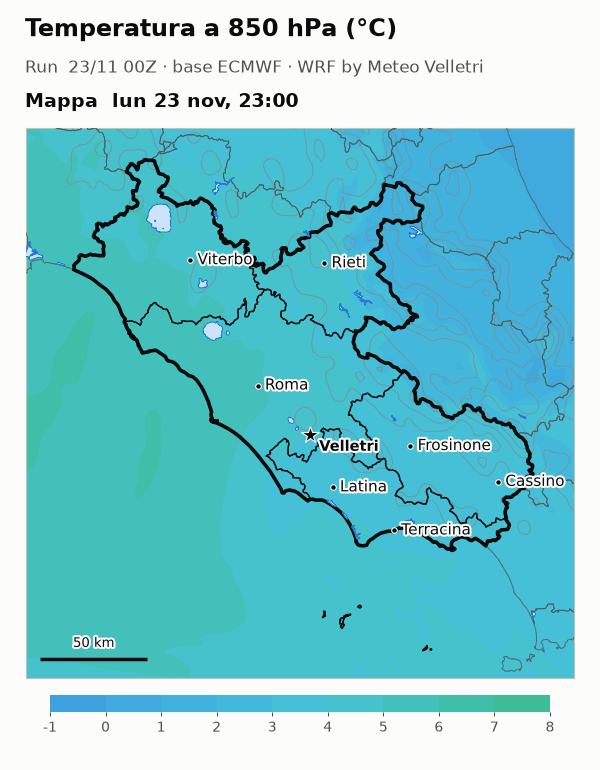 Temperatura a 850 hPa (°C)
Run  23/11 00Z · base ECMWF · WRF by Meteo Velletri
Mappa  lun 23 nov, 23:00
Viterbo
Rieti
Roma
Velletri
Frosinone
Cassino
Latina
Terracina
50 km
-1 0 1 2 3 4 5 6 7 8